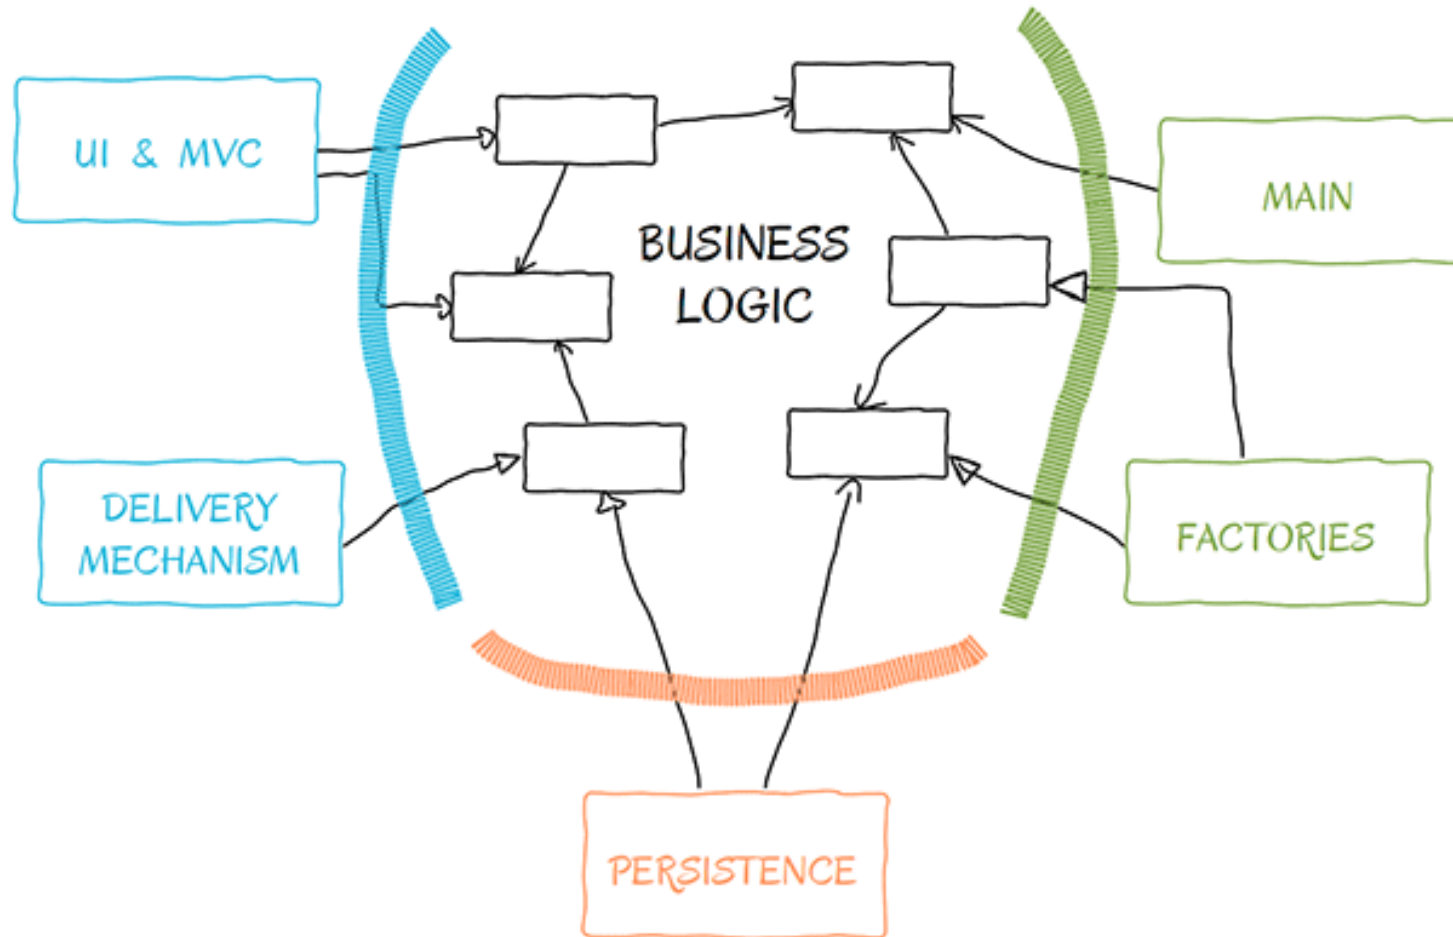 UI & MVC
BUSINESS
LOGIC
MAIN
DELIVERY
MECHANISM
FACTORIES
PERSISTENCE